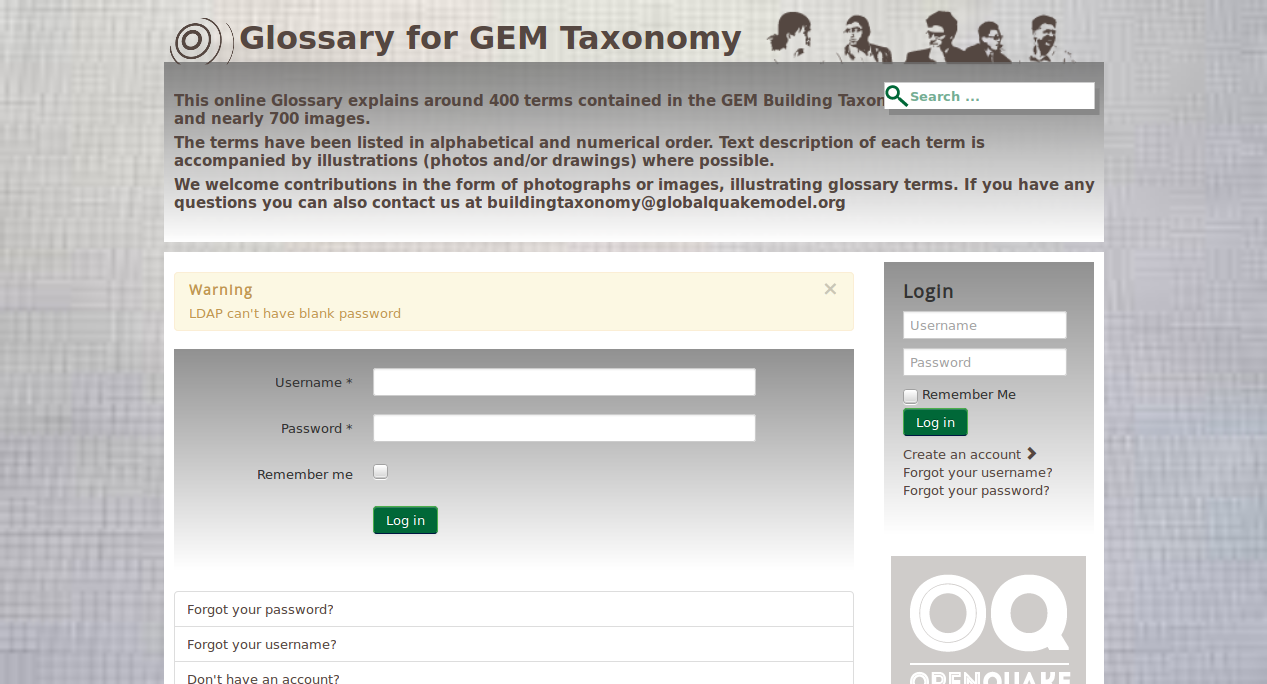 Glossary for GEM Taxonomy
This online Glossary explains around 400 terms contained in the GEM Building
and nearly 700 images.
Search ...
The terms have been listed in alphabetical and numerical order. Text description of each term is
accompanied by illustrations (photos and/or drawings) where possible.
We welcome contributions in the form of photographs or images, illustrating glossary terms. If you have any
questions you can also contact us at buildingtaxonomy@globalquakemodel.org
Warning
×
LDAP can't have blank password
Username *
Password *
Remember me
Log in
Forgot your password?
Forgot your username?
Don't have an account?
Login
Username
Password
Remember Me
Log in
Create an account
Forgot your username?
Forgot your password?
OQ
OPENQUAKE